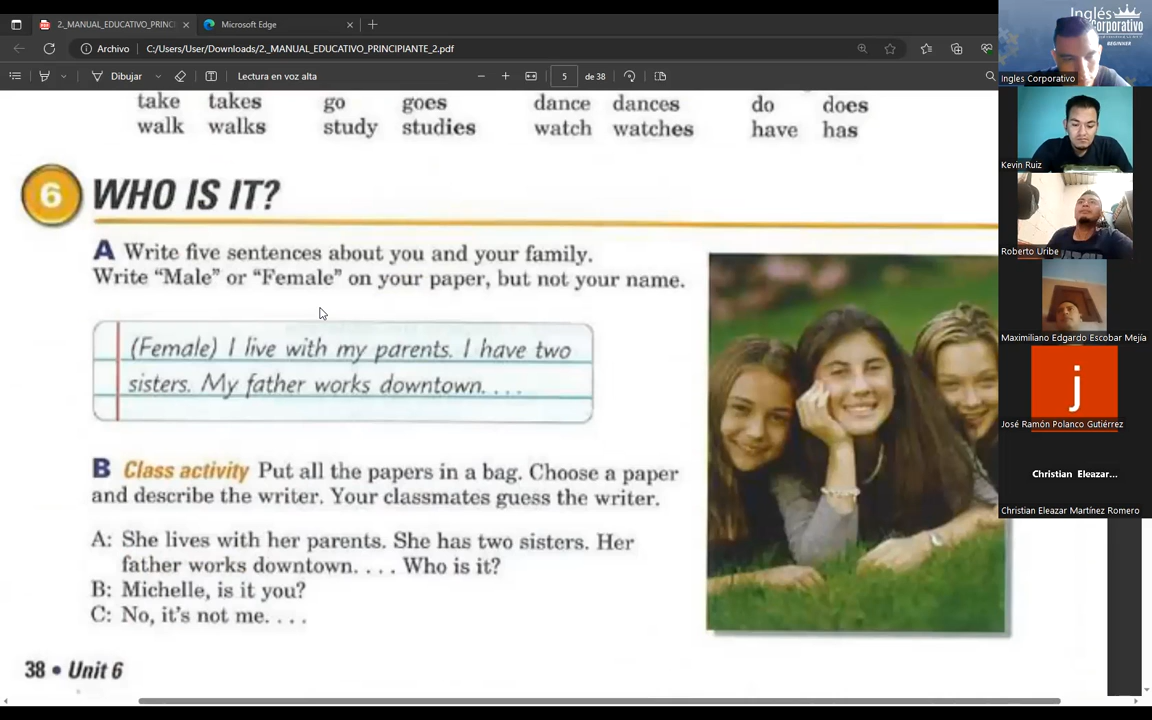 2_MANUAL_EDUCATIVO_PRINCI
Microsoft Edge
Archivo
C:/Users/User/Downloads/2._MANUAL_EDUCATIVO_PRINCIPIANTE_2.pdf
Dibujar
Lectura en voz alta
5
de 38
take takes go goes dance dances do does
walk walks study studies watch watches have has
6 WHO IS IT?
A Write five sentences about you and your family.
Write “Male” or “Female” on your paper, but not your name.
(Female) I live with my parents. I have two
sisters. My father works downtown. . . .
B Class activity Put all the papers in a bag. Choose a paper
and describe the writer. Your classmates guess the writer.
A: She lives with her parents. She has two sisters. Her
father works downtown. . . . Who is it?
B: Michelle, is it you?
C: No, it's not me. . . .
38 • Unit 6
Inglés
Corporativo
BEGINNER
Ingles Corporativo
Kevin Ruiz
Roberto Uribe
Maximiliano Edgardo Escobar Mejía
j
José Ramón Polanco Gutiérrez
Christian Eleazar...
Christian Eleazar Martínez Romero